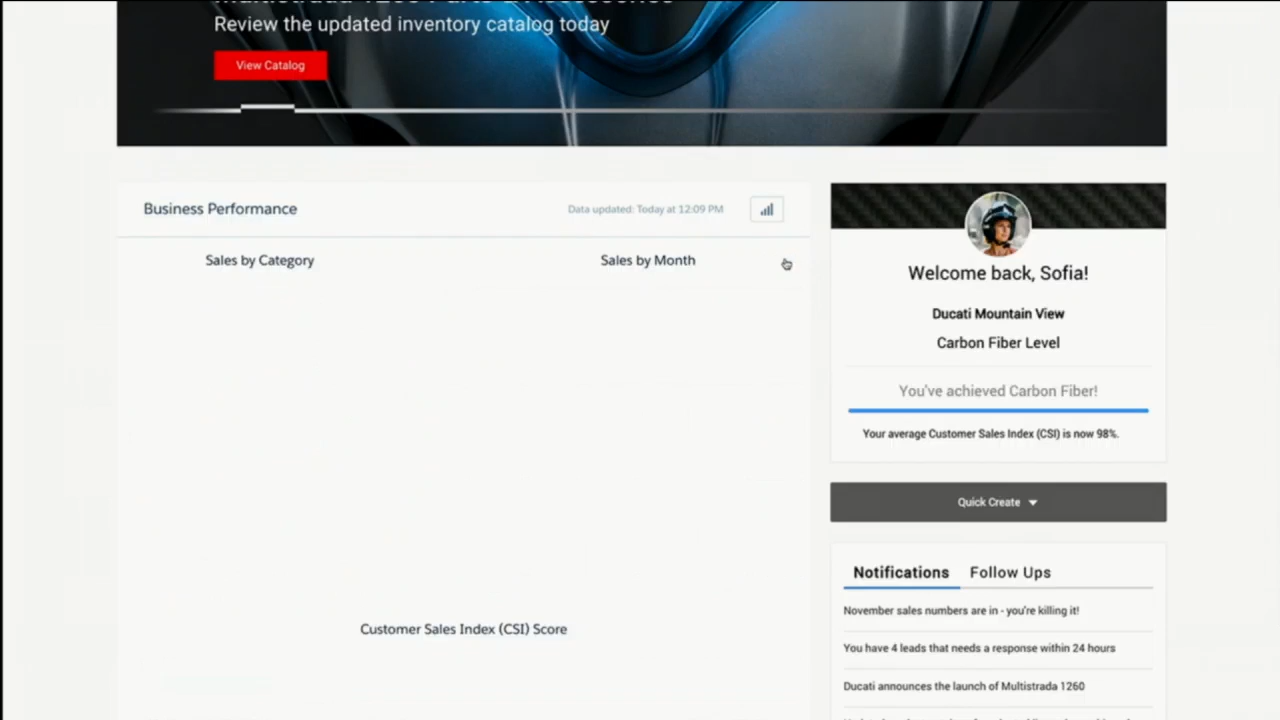 Review the updated inventory catalog today
View Catalog
Business Performance
Data updated: Today at 12:09 PM
Sales by Category
Sales by Month
Customer Sales Index (CSI) Score
Welcome back, Sofia!
Ducati Mountain View
Carbon Fiber Level
You've achieved Carbon Fiber!
Your average Customer Sales Index (CSI) is now 98%.
Quick Create
Notifications
Follow Ups
November sales numbers are in - you're killing it!
You have 4 leads that needs a response within 24 hours
Ducati announces the launch of Multistrada 1260